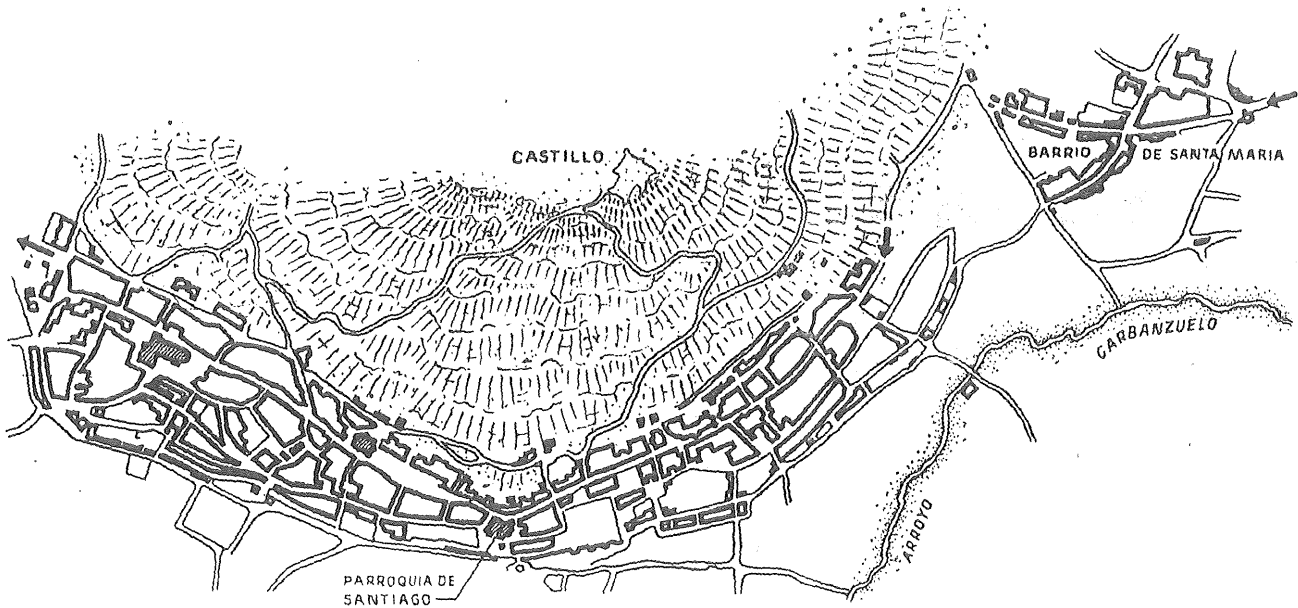 CASTILLO
BARRIO DE SANTA MARIA
GARBANZUELO
ARROYO
PARROQUIA DE
SANTIAGO